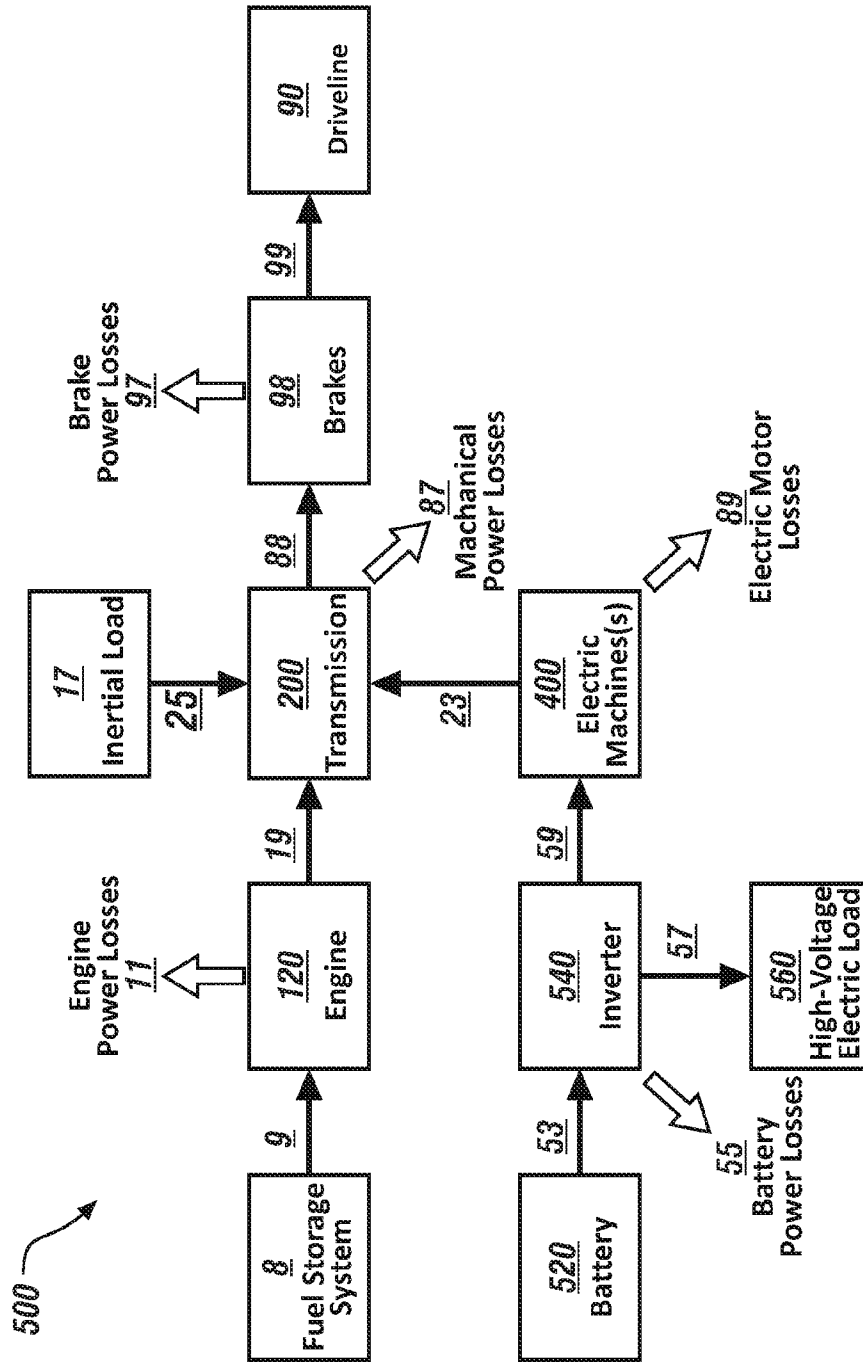 500
Engine
Power Losses
11
17
Inertial Load
25
Brake
Power Losses
97
8
Fuel Storage
System
9
120
Engine
19
200
Transmission
88
98
Brakes
99
90
Driveline
87
Machanical
Power Losses
23
520
Battery
53
540
Inverter
59
400
Electric
Machines(s)
55
Battery
Power Losses
57
560
High-Voltage
Electric Load
89
Electric Motor
Losses